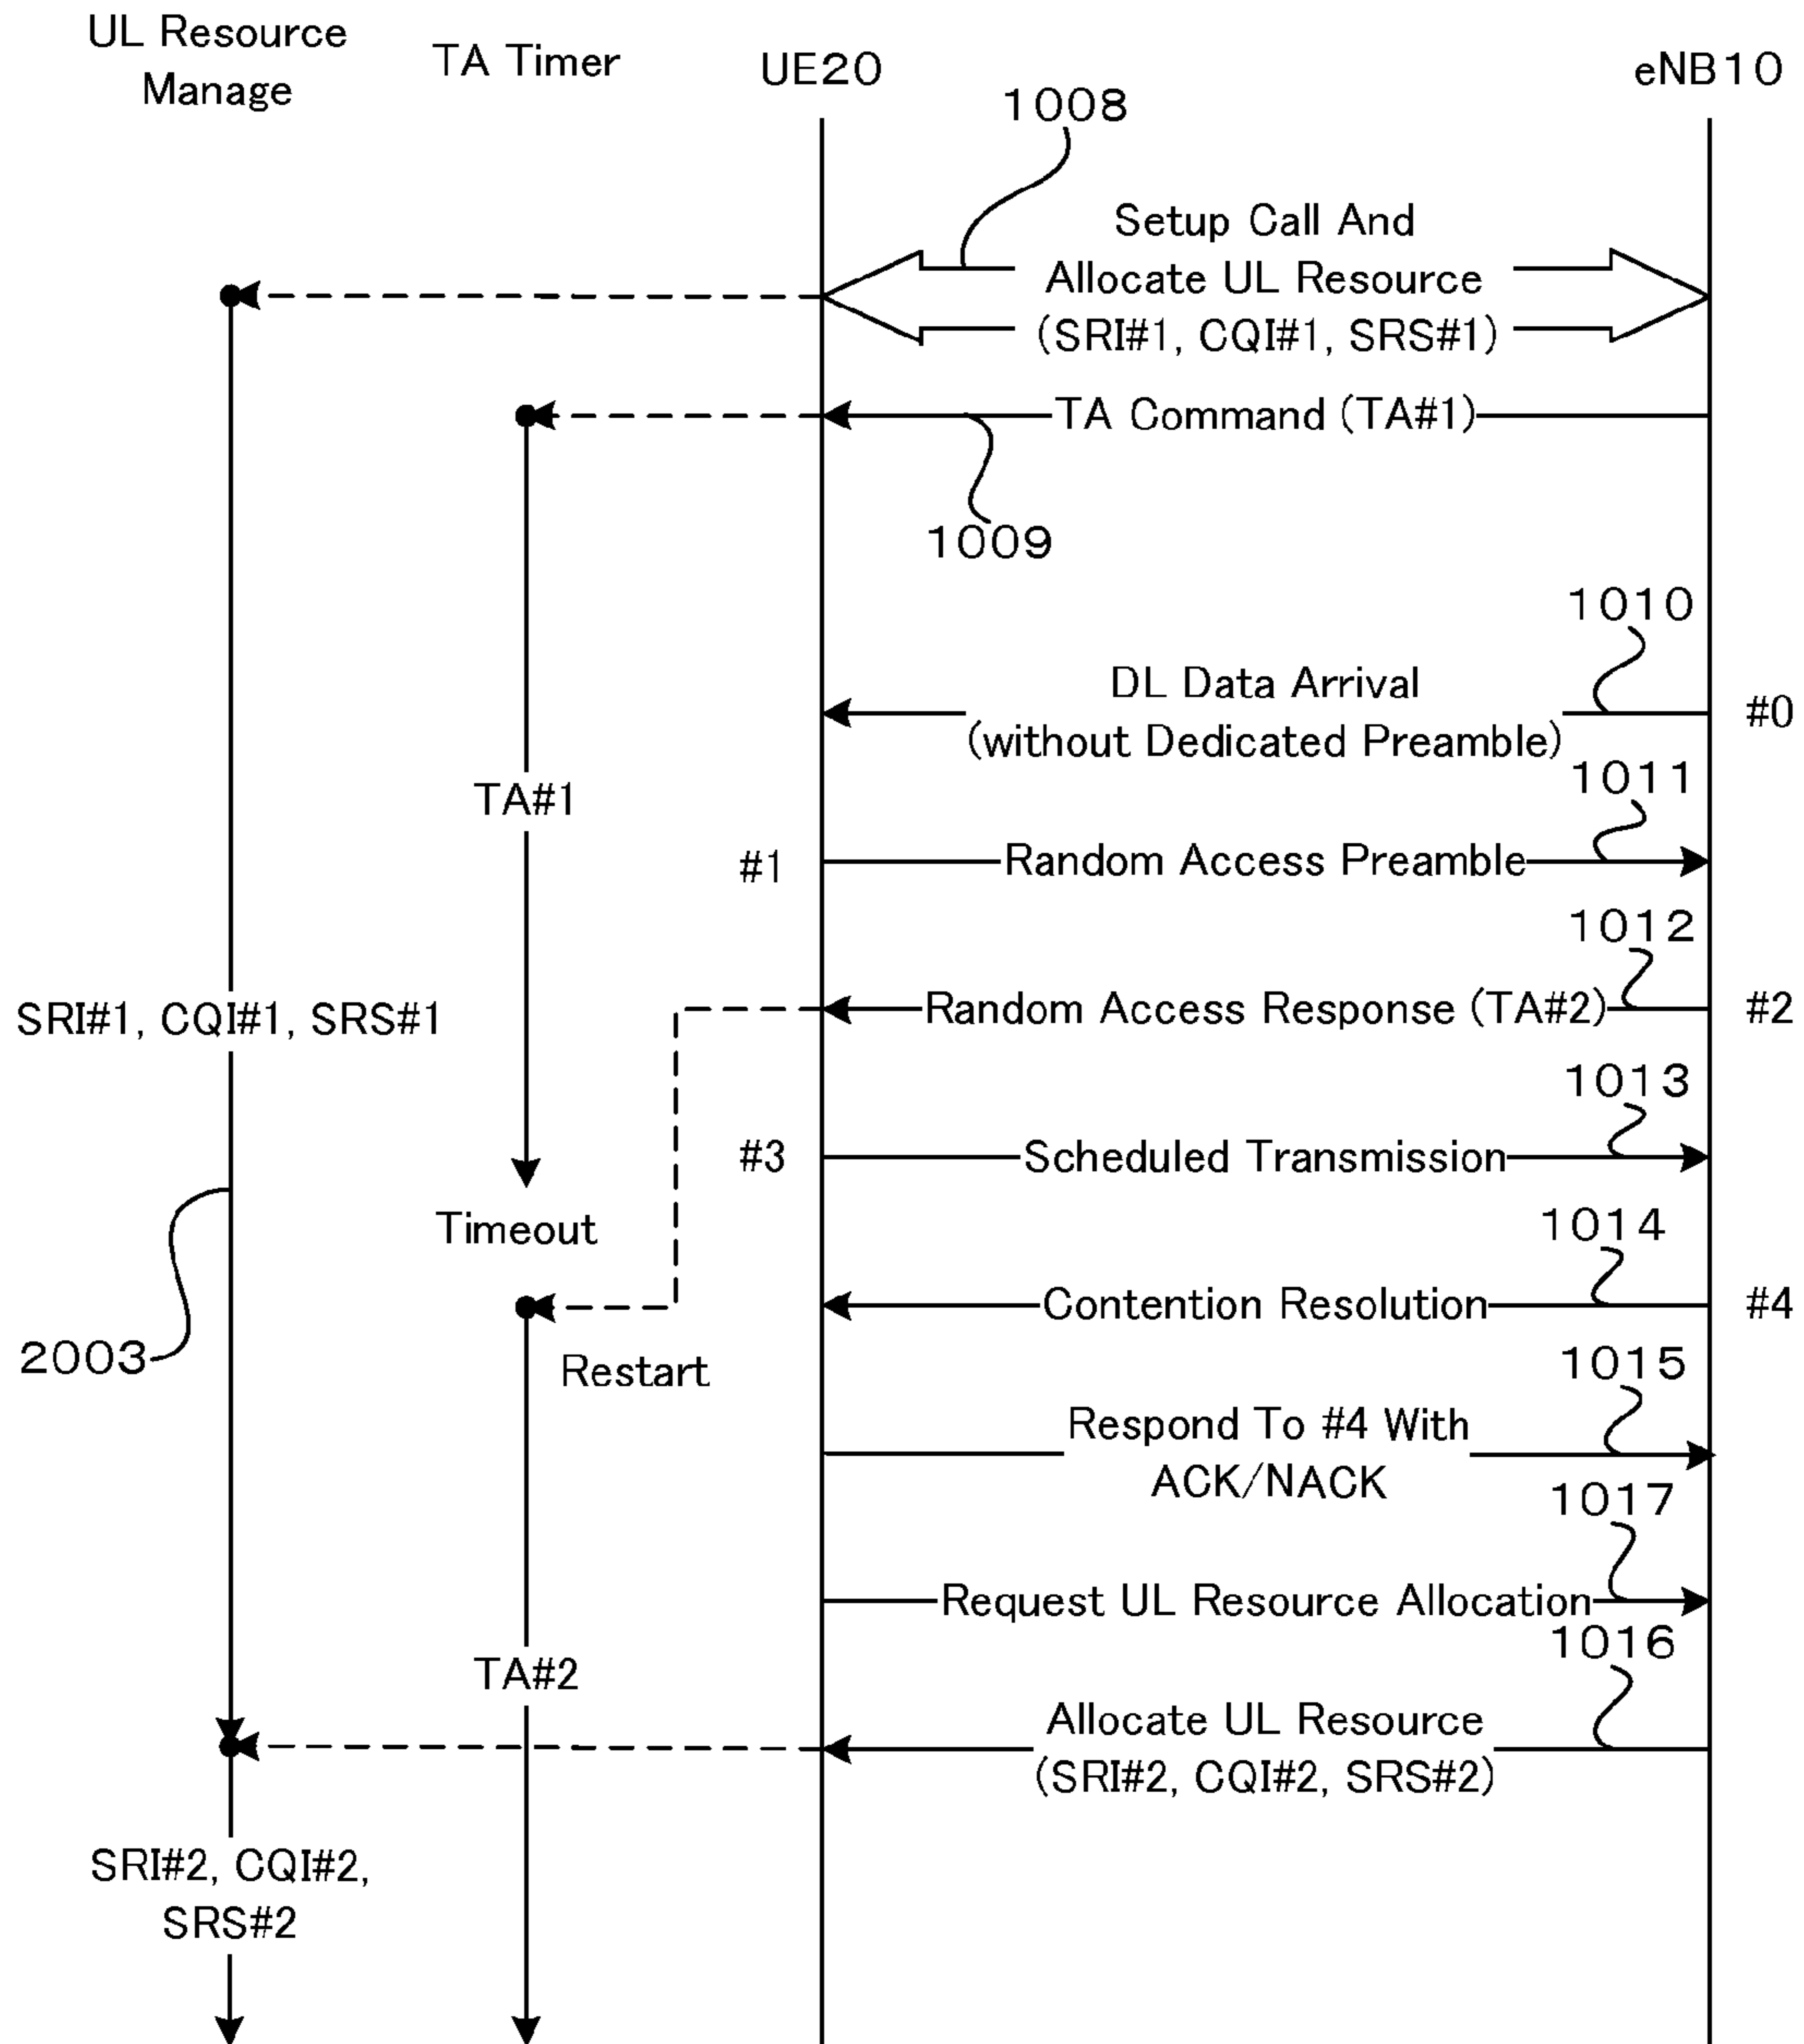 UL Resource
Manage
TA Timer
UE20
eNB10
1008
Setup Call And
Allocate UL Resource
(SRI#1, CQI#1, SRS#1)
TA Command (TA#1)
1009
1010
DL Data Arrival
(without Dedicated Preamble)
#0
1011
TA#1
#1
Random Access Preamble
1012
SRI#1, CQI#1, SRS#1
Random Access Response (TA#2)
#2
1013
#3
Scheduled Transmission
Timeout
1014
Contention Resolution
#4
2003
Restart
1015
Respond To #4 With
ACK/NACK
1017
Request UL Resource Allocation
1016
TA#2
Allocate UL Resource
(SRI#2, CQI#2, SRS#2)
SRI#2, CQI#2,
SRS#2